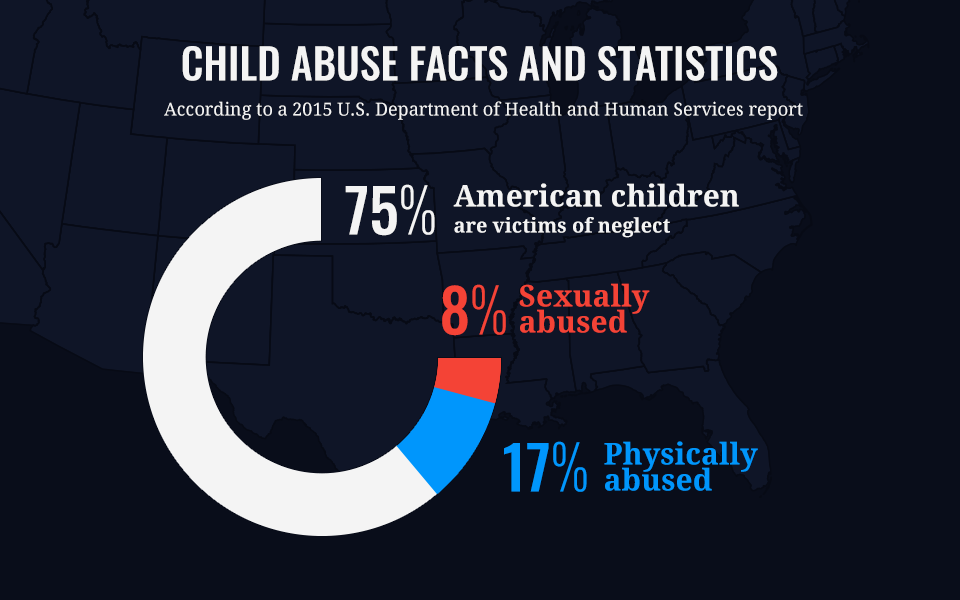 CHILD ABUSE FACTS AND STATISTICS
According to a 2015 U.S. Department of Health and Human Services report
75% American children
are victims of neglect
8% Sexually
abused
17% Physically
abused